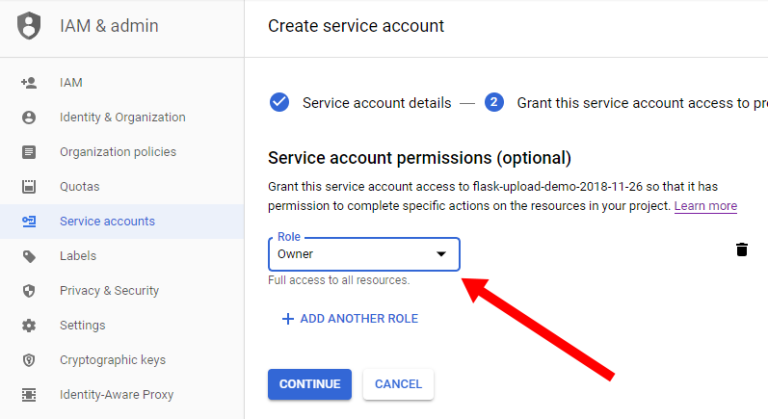 IAM & admin
Create service account
IAM
Identity & Organization
Organization policies
Quotas
Service accounts
Labels
Privacy & Security
Settings
Cryptographic keys
Identity-Aware Proxy
Service account details
2
Grant this service account access to pr
Service account permissions (optional)
Grant this service account access to flask-upload-demo-2018-11-26 so that it has
permission to complete specific actions on the resources in your project. Learn more
Role
Owner
Full access to all resources.
+ ADD ANOTHER ROLE
CONTINUE
CANCEL